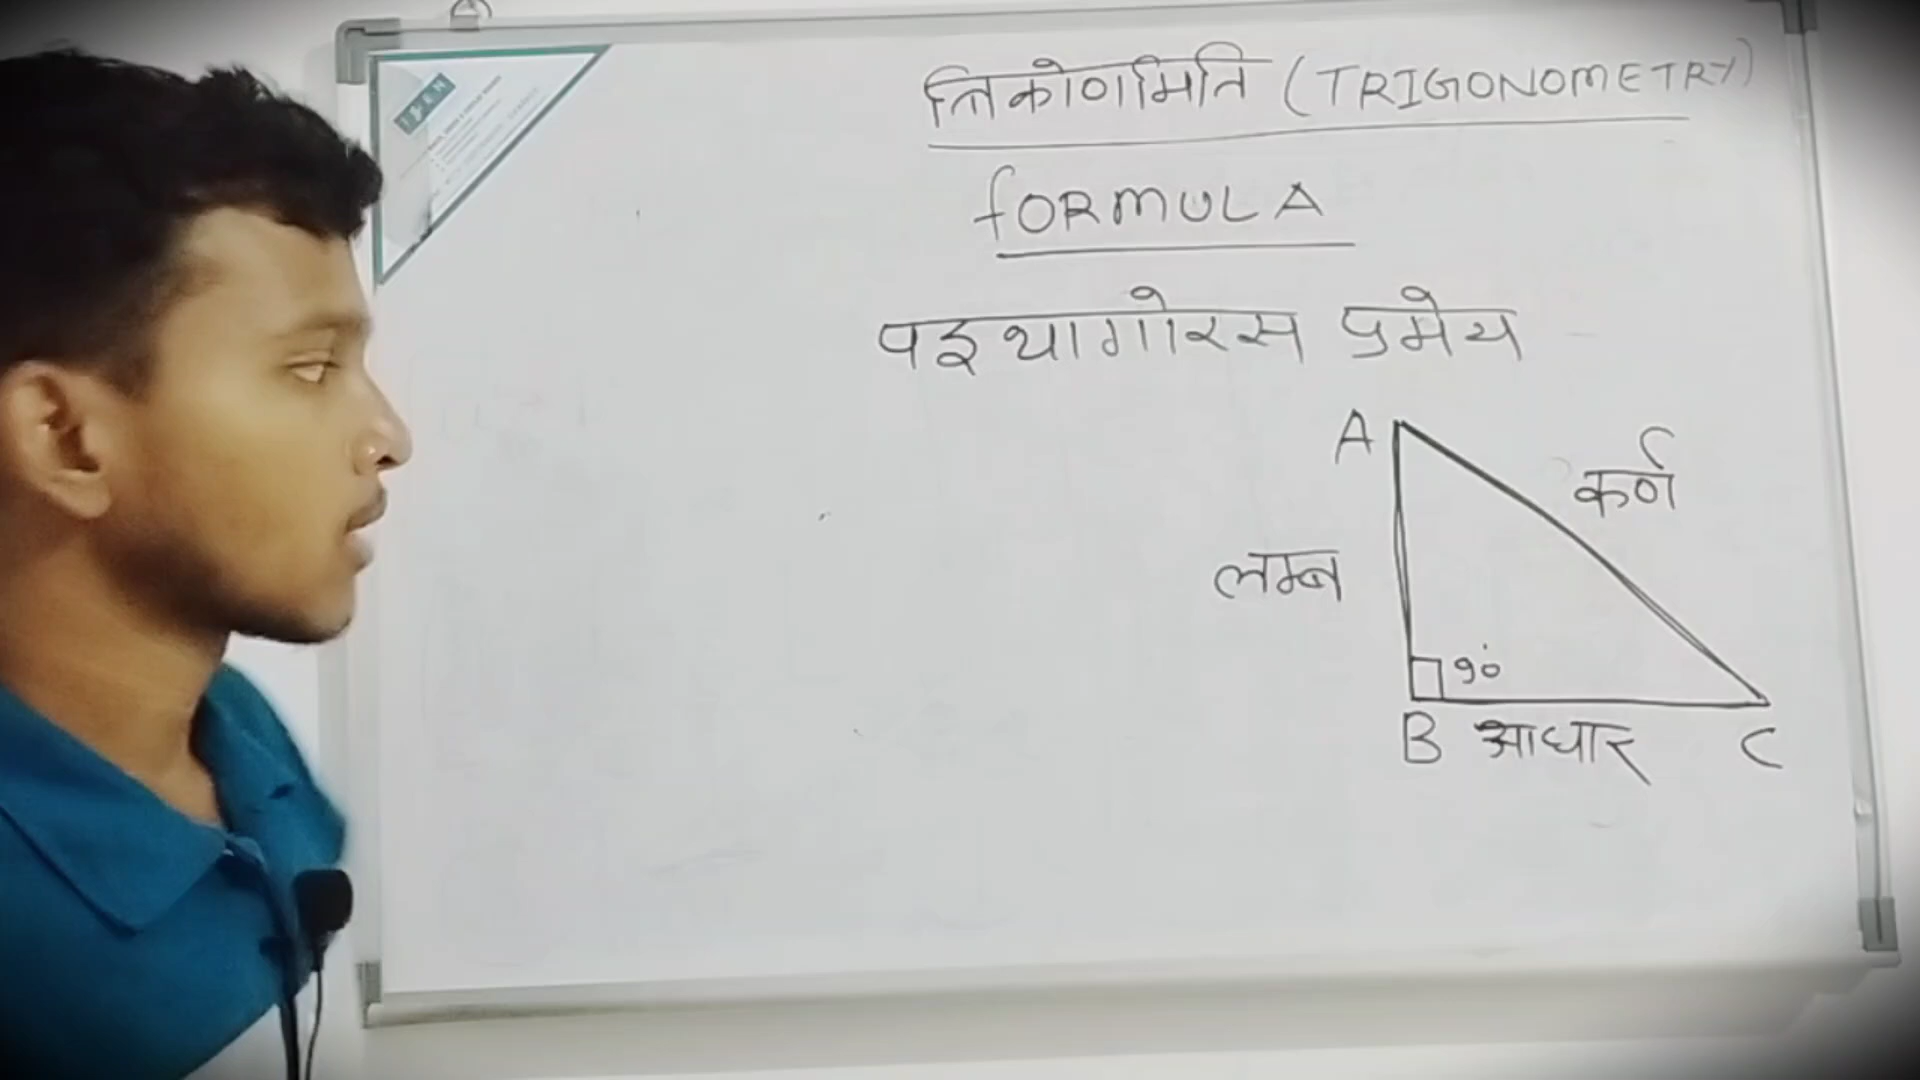 त्रिकोणमिति (TRIGONOMETRY)
fORMULA
पइथागोरस प्रमेय
A
कर्ण
लम्ब
90°
B आधार C